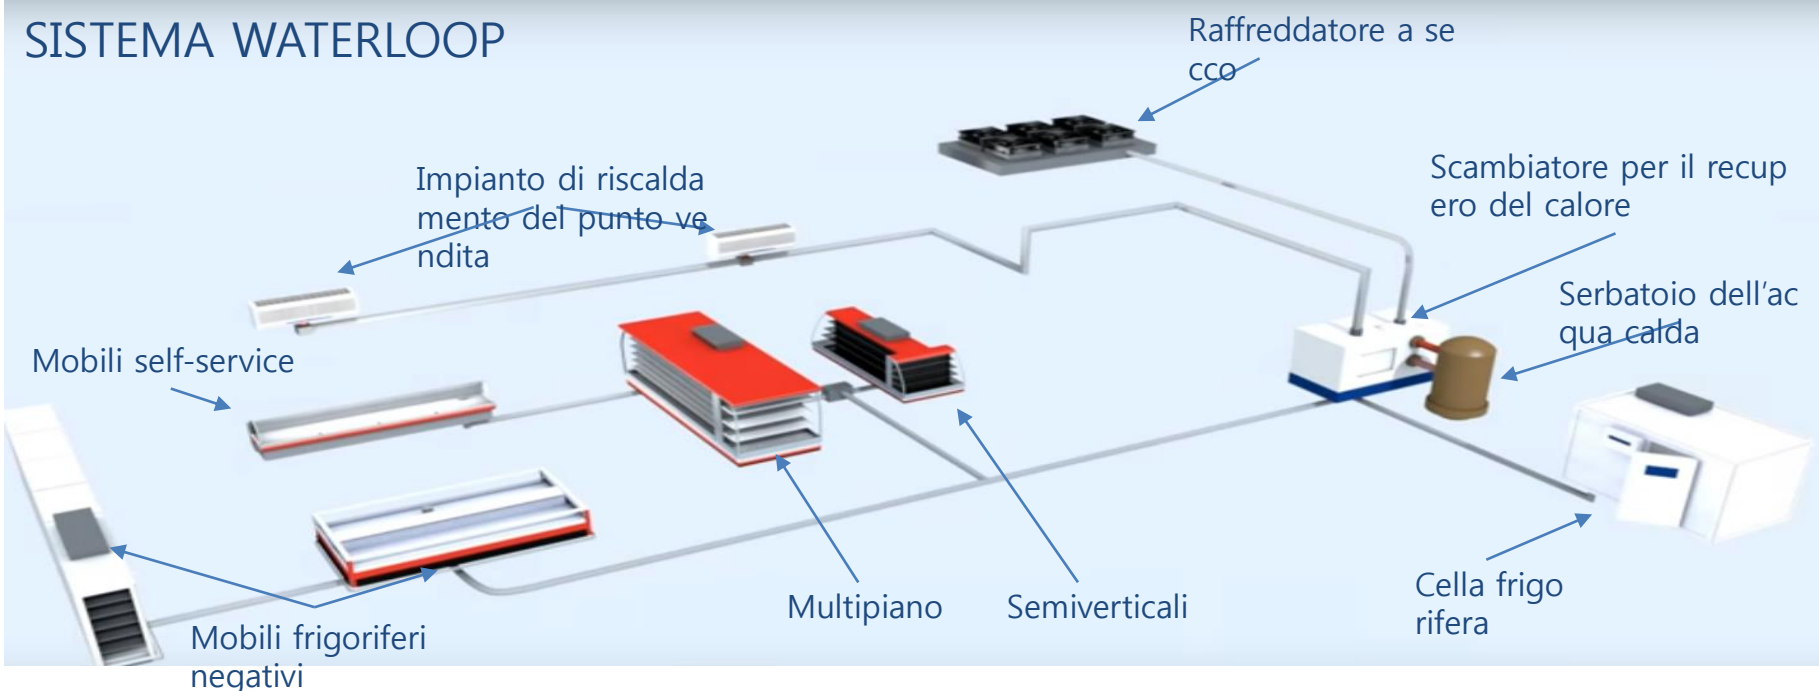 SISTEMA WATERLOOP
Raffreddatore a se
cco
Impianto di riscalda
mento del punto ve
ndita
Scambiatore per il recup
ero del calore
Serbatoio dell'ac
qua calda
Mobili self-service
Multipiano
Semiverticali
Cella frigo
rifera
Mobili frigoriferi
negativi